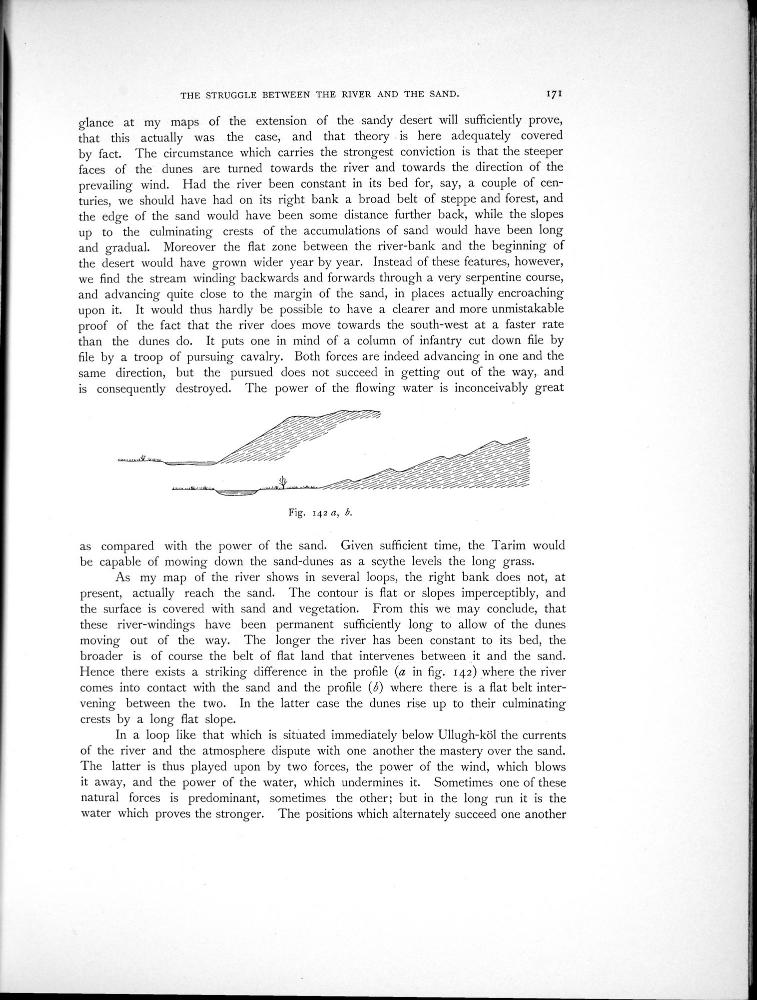 THE STRUGGLE BETWEEN THE RIVER AND THE SAND. 171
glance at my maps of the extension of the sandy desert will sufficiently prove,
that this actually was the case, and that theory is here adequately covered
by fact. The circumstance which carries the strongest conviction is that the steeper
faces of the dunes are turned towards the river and towards the direction of the
prevailing wind. Had the river been constant in its bed for, say, a couple of cen-
turies, we should have had on its right bank a broad belt of steppe and forest, and
the edge of the sand would have been some distance further back, while the slopes
up to the culminating crests of the accumulations of sand would have been long
and gradual. Moreover the flat zone between the river-bank and the beginning of
the desert would have grown wider year by year. Instead of these features, however,
we find the stream winding backwards and forwards through a very serpentine course,
and advancing quite close to the margin of the sand, in places actually encroaching
upon it. It would thus hardly be possible to have a clearer and more unmistakable
proof of the fact that the river does move towards the south-west at a faster rate
than the dunes do. It puts one in mind of a column of infantry cut down file by
file by a troop of pursuing cavalry. Both forces are indeed advancing in one and the
same direction, but the pursued does not succeed in getting out of the way, and
is consequently destroyed. The power of the flowing water is inconceivably great
Fig. 142 a, b.
as compared with the power of the sand. Given sufficient time, the Tarim would
be capable of mowing down the sand-dunes as a scythe levels the long grass.
As my map of the river shows in several loops, the right bank does not, at
present, actually reach the sand. The contour is flat or slopes imperceptibly, and
the surface is covered with sand and vegetation. From this we may conclude, that
these river-windings have been permanent sufficiently long to allow of the dunes
moving out of the way. The longer the river has been constant to its bed, the
broader is of course the belt of flat land that intervenes between it and the sand.
Hence there exists a striking difference in the profile (a in fig. 142) where the river
comes into contact with the sand and the profile (b) where there is a flat belt inter-
vening between the two. In the latter case the dunes rise up to their culminating
crests by a long flat slope.
In a loop like that which is situated immediately below Ullugh-köl the currents
of the river and the atmosphere dispute with one another the mastery over the sand.
The latter is thus played upon by two forces, the power of the wind, which blows
it away, and the power of the water, which undermines it. Sometimes one of these
natural forces is predominant, sometimes the other; but in the long run it is the
water which proves the stronger. The positions which alternately succeed one another